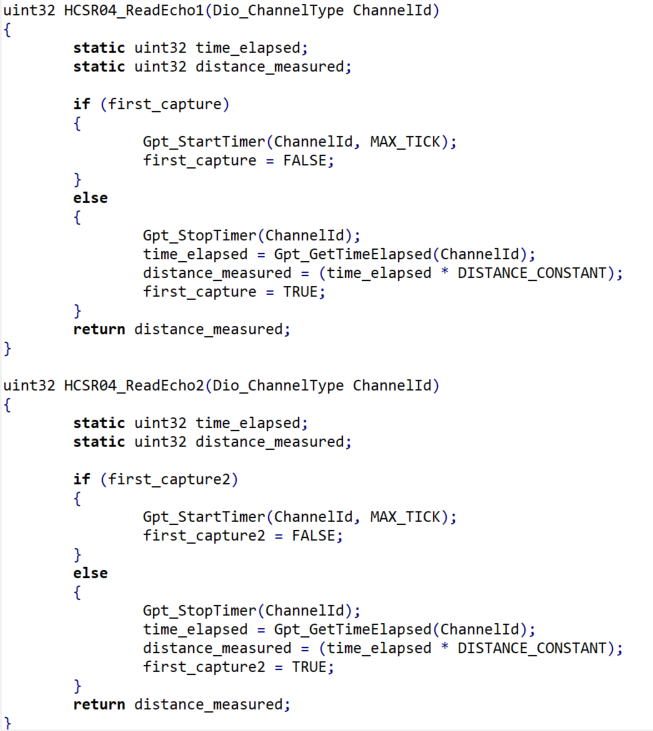 uint32 HCSR04_ReadEcho1(Dio_ChannelType ChannelId)
{
static uint32 time_elapsed;
static uint32 distance_measured;
if (first_capture)
{
Gpt_StartTimer(ChannelId, MAX_TICK);
first_capture = FALSE;
}
else
{
Gpt_StopTimer(ChannelId);
time_elapsed = Gpt_GetTimeElapsed(ChannelId);
distance_measured = (time_elapsed * DISTANCE_CONSTANT);
first_capture = TRUE;
}
return distance_measured;
}
uint32 HCSR04_ReadEcho2(Dio_ChannelType ChannelId)
{
static uint32 time_elapsed;
static uint32 distance_measured;
if (first_capture2)
{
Gpt_StartTimer(ChannelId, MAX_TICK);
first_capture2 = FALSE;
}
else
{
Gpt_StopTimer(ChannelId);
time_elapsed = Gpt_GetTimeElapsed(ChannelId);
distance_measured = (time_elapsed * DISTANCE_CONSTANT);
first_capture2 = TRUE;
}
return distance_measured;
}